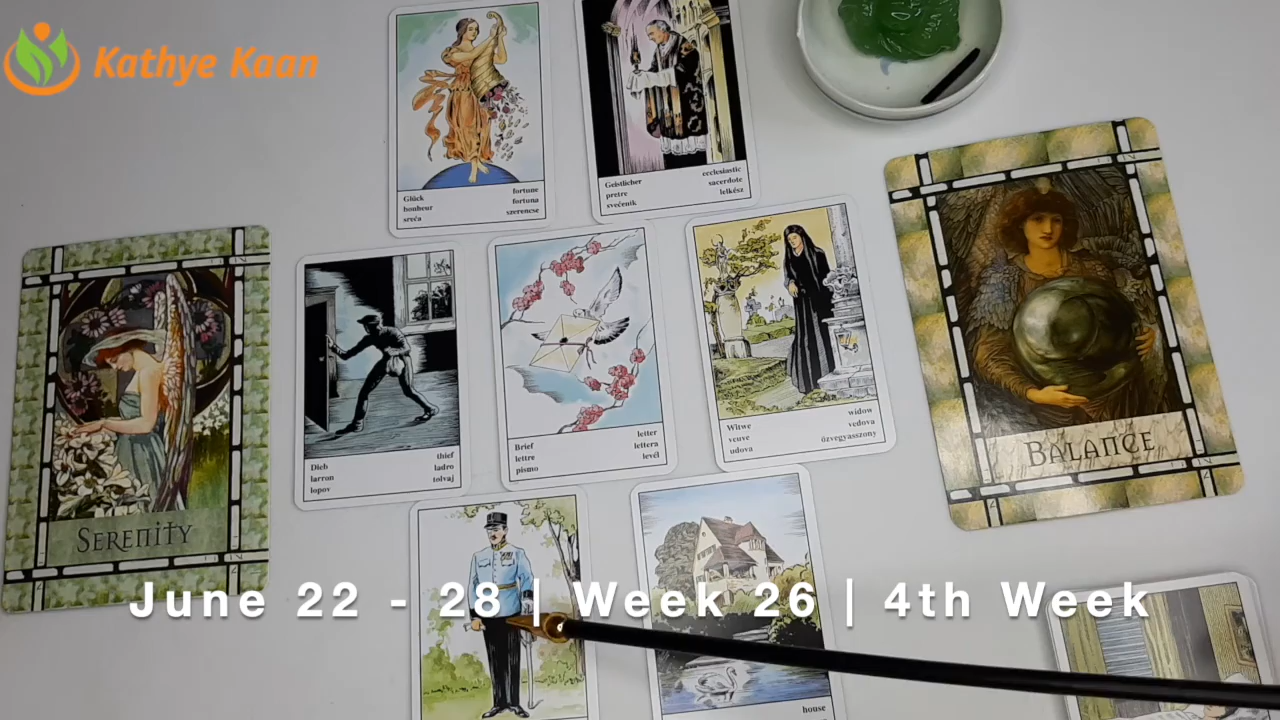 Kathye Kaan
Glück fortune
bonheur fortuna
sreća szerencse
Geistlicher ecclesiastic
pretre sacerdote
svečenik lelkész
Dieb thief
larron ladro
lopov tolvaj
Brief letter
lettre lettera
pismo levél
Witwe widow
veuve vedova
udova özvegyasszony
SERENITY
BALANCE
June 22 - 28 | Week 26 | 4th Week
house